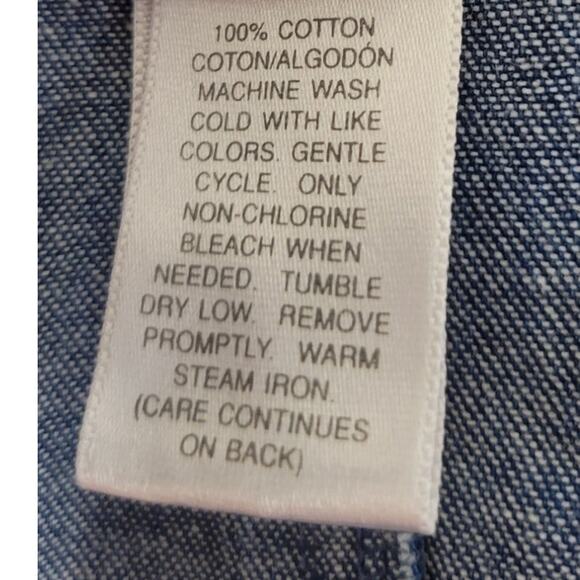 100% COTTON
COTON/ALGODÓN
MACHINE WASH
COLD WITH LIKE
COLORS. GENTLE
CYCLE. ONLY
NON-CHLORINE
BLEACH WHEN
NEEDED. TUMBLE
DRY LOW. REMOVE
PROMPTLY. WARM
STEAM IRON.
(CARE CONTINUES
ON BACK)